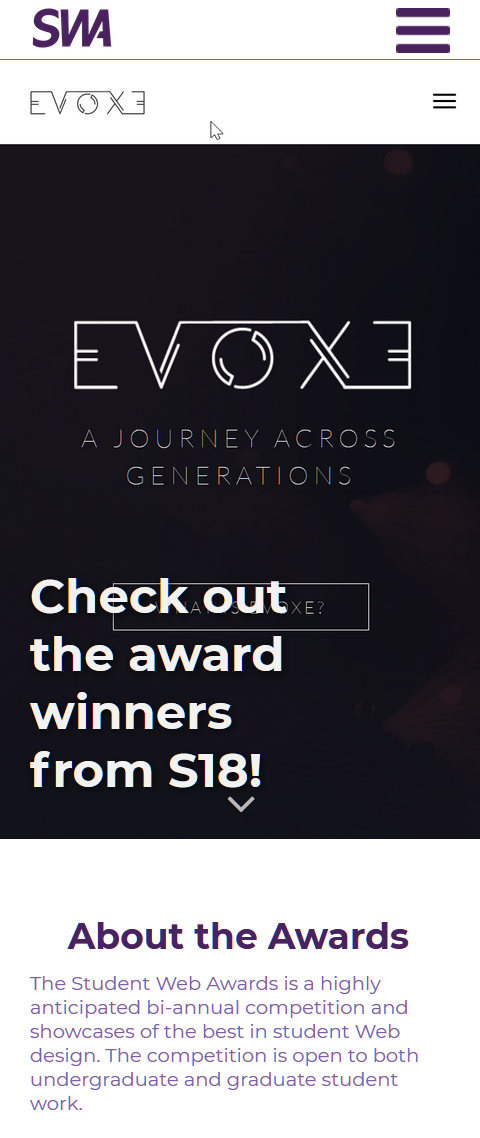 SWA
EVOXE
EVOXE
A JOURNEY ACROSS
GENERATIONS
WHAT IS EVOXE?
Check out
the award
winners
from S18!
About the Awards
The Student Web Awards is a highly
anticipated bi-annual competition and
showcases of the best in student Web
design. The competition is open to both
undergraduate and graduate student
work.